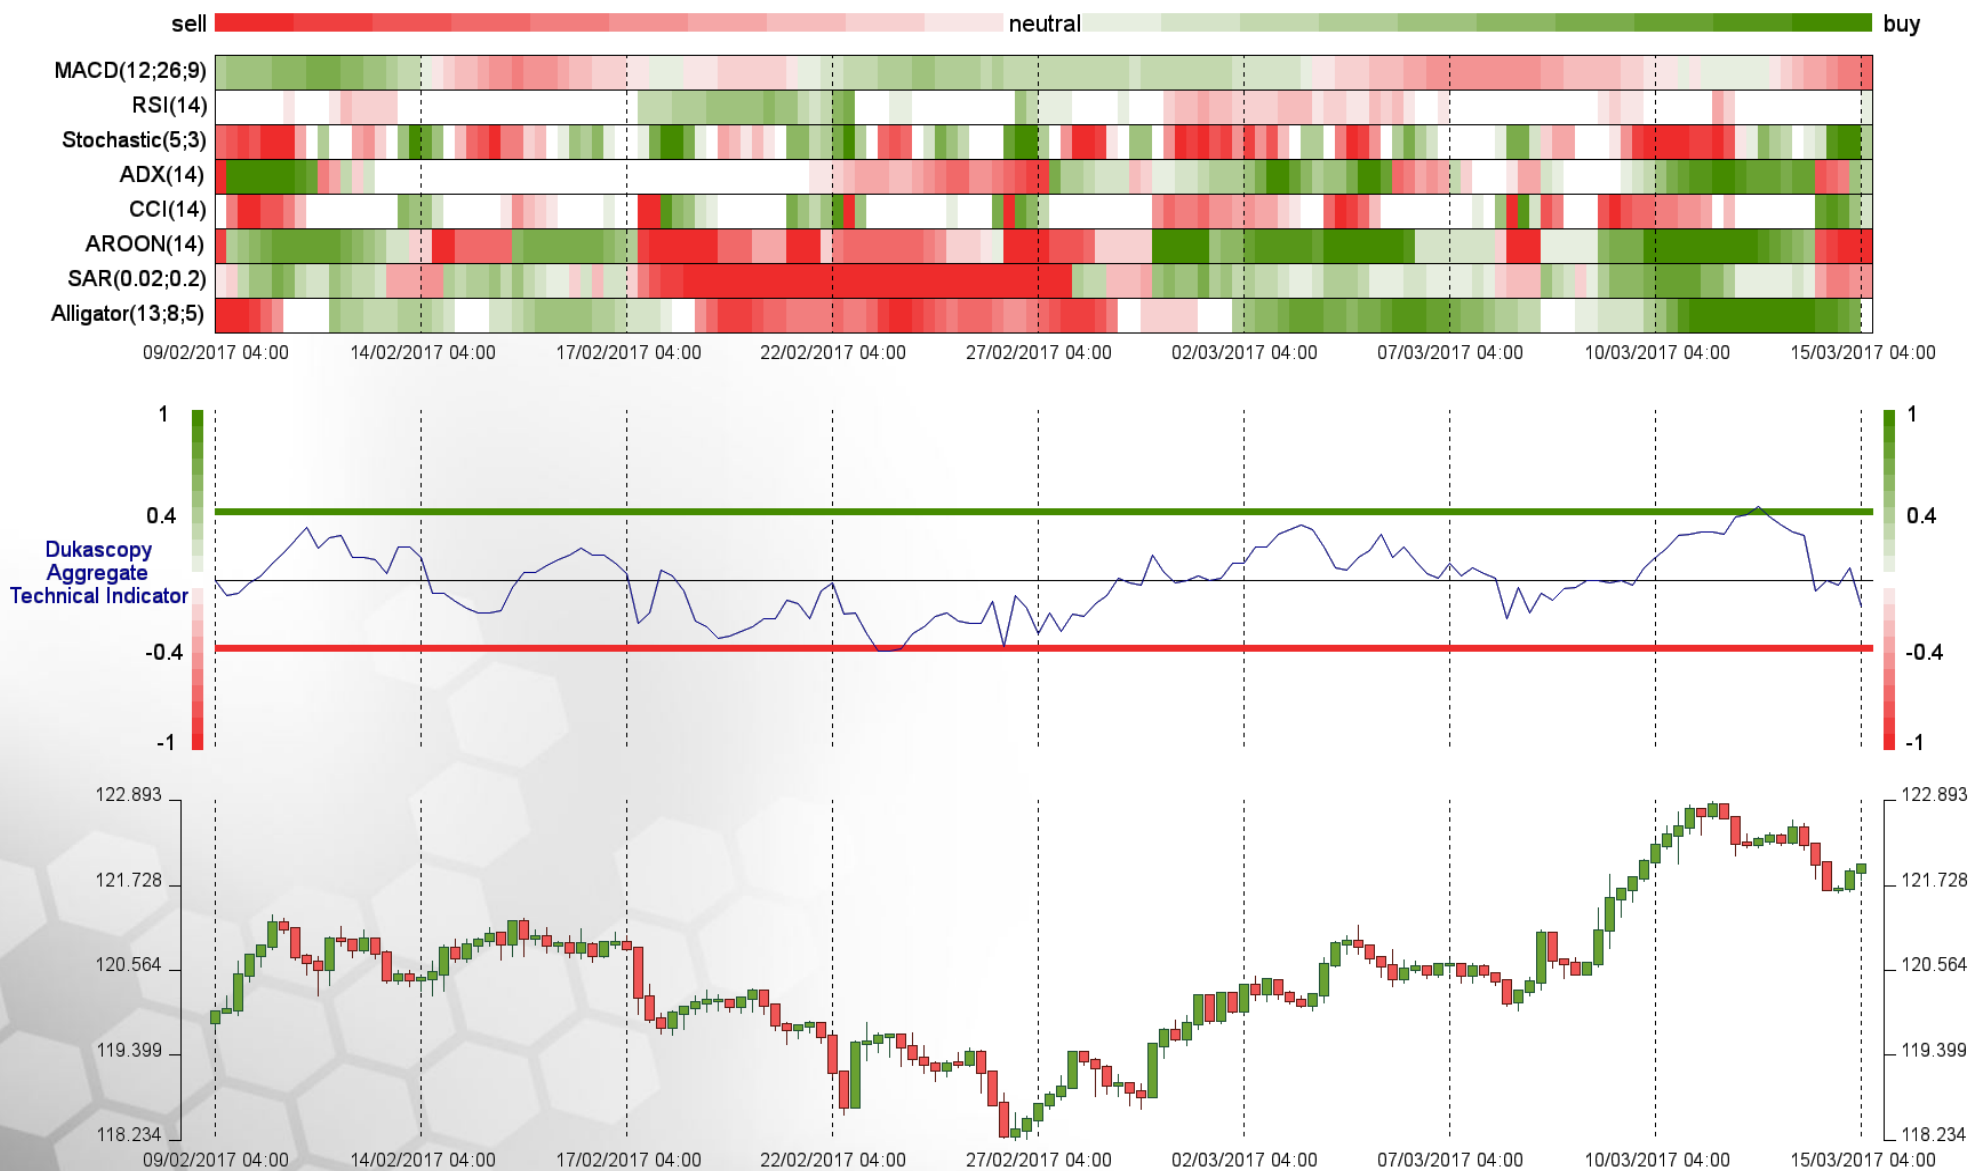 sell neutral buy
MACD(12;26;9)
RSI(14)
Stochastic(5;3)
ADX(14)
CCI(14)
AROON(14)
SAR(0.02;0.2)
Alligator(13;8;5)
09/02/2017 04:00 14/02/2017 04:00 17/02/2017 04:00 22/02/2017 04:00 27/02/2017 04:00 02/03/2017 04:00 07/03/2017 04:00 10/03/2017 04:00 15/03/2017 04:00
1 1
0.4 0.4
Dukascopy
Aggregate
Technical Indicator
-0.4 -0.4
-1 -1
122.893 122.893
121.728 121.728
120.564 120.564
119.399 119.399
118.234 118.234
09/02/2017 04:00 14/02/2017 04:00 17/02/2017 04:00 22/02/2017 04:00 27/02/2017 04:00 02/03/2017 04:00 07/03/2017 04:00 10/03/2017 04:00 15/03/2017 04:00